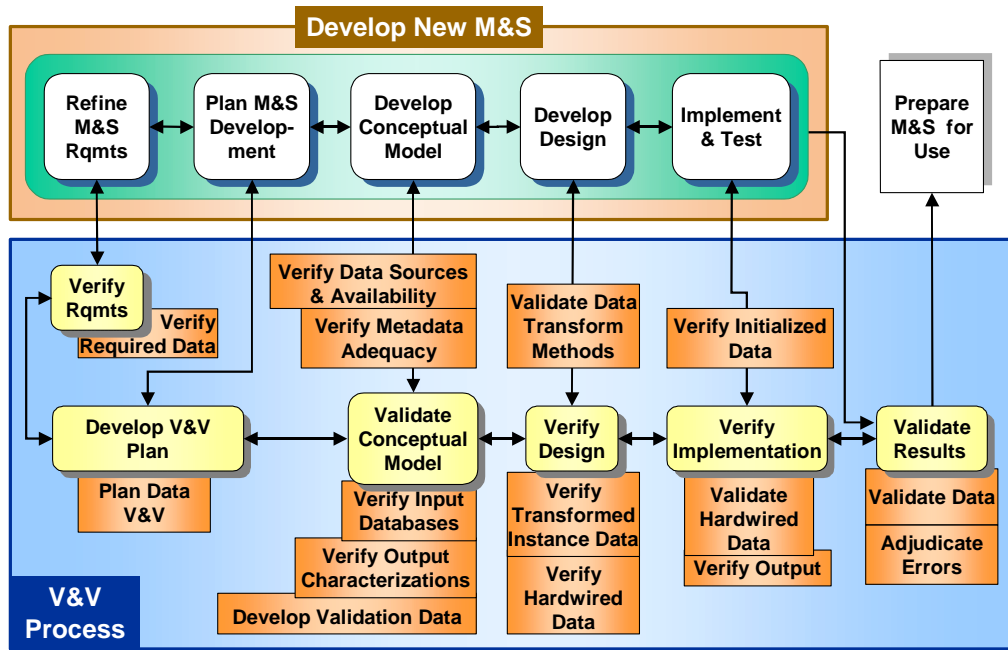 Develop New M&S
Refine
M&S
Rqmts
Plan M&S
Develop-
ment
Develop
Conceptual
Model
Develop
Design
Implement
& Test
Prepare
M&S for
Use
Verify
Rqmts
Verify
Required Data
Verify Data Sources
& Availability
Verify Metadata
Adequacy
Validate Data
Transform
Methods
Verify Initialized
Data
Develop V&V
Plan
Plan Data
V&V
Validate
Conceptual
Model
Verify Input
Databases
Verify Output
Characterizations
Develop Validation Data
Verify
Design
Verify
Transformed
Instance Data
Verify
Hardwired
Data
Verify
Implementation
Validate
Hardwired
Data
Verify Output
Validate
Results
Validate Data
Adjudicate
Errors
V&V
Process